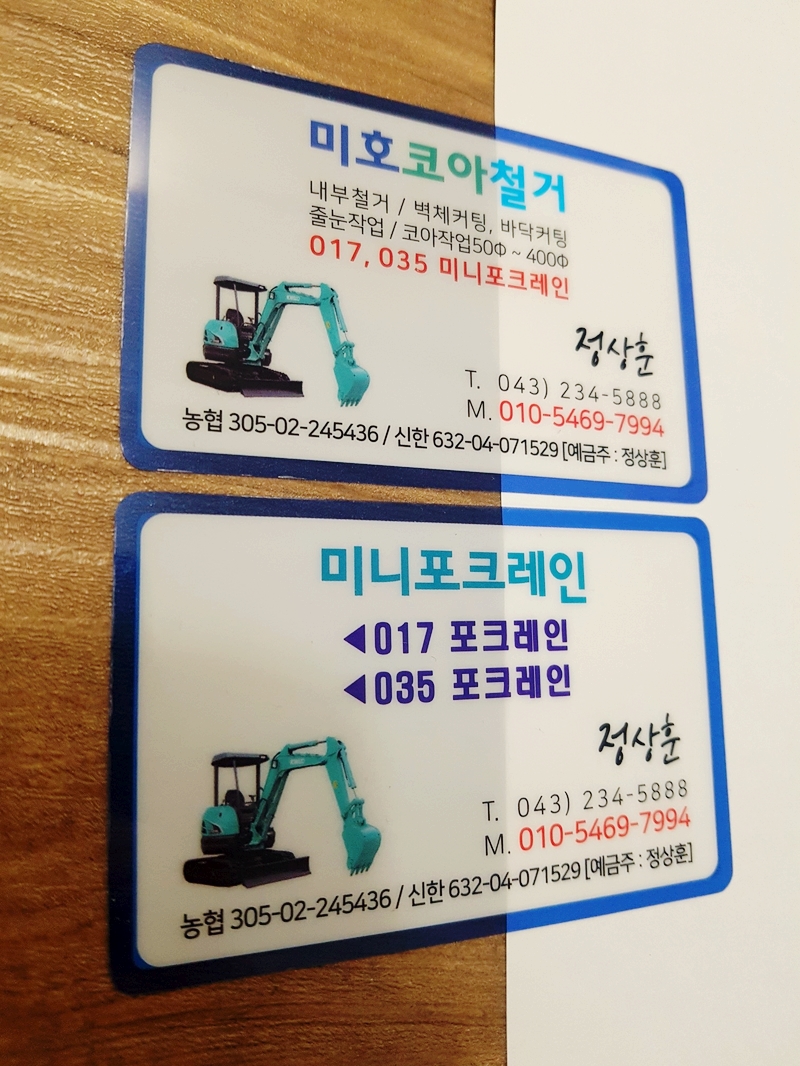 미호코아철거
내부철거 / 벽체커팅, 바닥커팅
줄눈작업 / 코아작업50Φ ~ 400Φ
017, 035 미니포크레인
정상훈
T. 043) 234-5888
M. 010-5469-7994
농협 305-02-245436 / 신한 632-04-071529 [예금주 : 정상훈]
미니포크레인
◀017 포크레인
◀035 포크레인
정상훈
T. 043) 234-5888
M. 010-5469-7994
농협 305-02-245436 / 신한 632-04-071529 [예금주 : 정상훈]